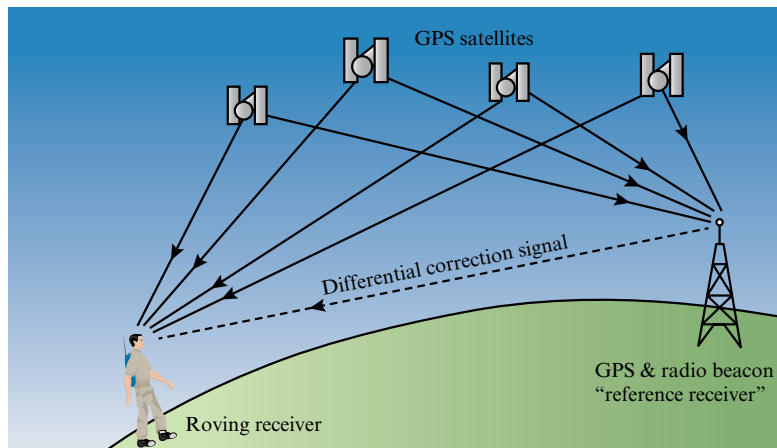 GPS satellites
Differential correction signal
GPS & radio beacon
“reference receiver”
Roving receiver